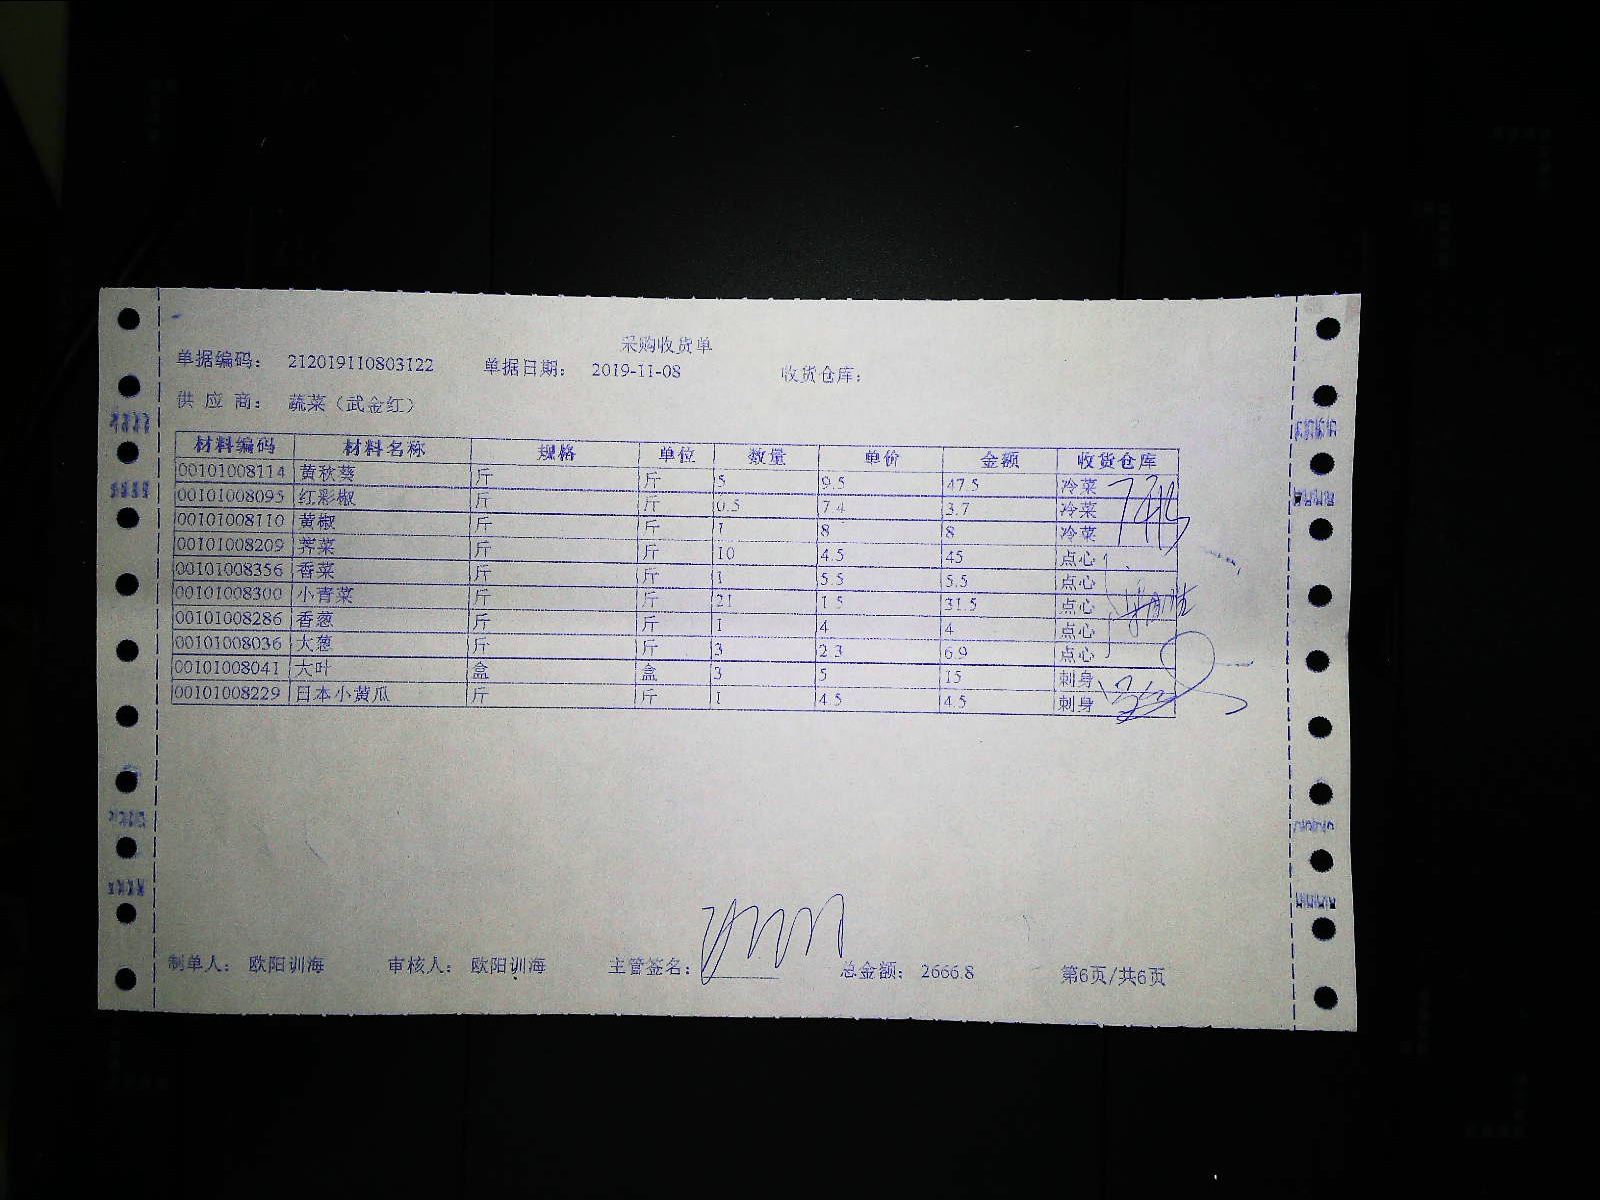 采购收货单
单据编码： 212019110803122 单据日期： 2019-11-08 收货仓库：
供 应 商： 蔬菜（武金红）
材料编码 材料名称 规格 单位 数量 单价 金额 收货仓库
00101008114 黄秋葵 斤 斤 5 9.5 47.5 冷菜
00101008095 红彩椒 斤 斤 0.5 7.4 3.7 冷菜
00101008110 黄椒 斤 斤 1 8 8 冷菜
00101008209 荠菜 斤 斤 10 4.5 45 点心
00101008356 香菜 斤 斤 1 5.5 5.5 点心
00101008300 小青菜 斤 斤 21 1.5 31.5 点心
00101008286 香葱 斤 斤 1 4 4 点心
00101008036 大葱 斤 斤 3 2.3 6.9 点心
00101008041 大叶 盒 盒 3 5 15 刺身
00101008229 日本小黄瓜 斤 斤 1 4.5 4.5 刺身
制单人： 欧阳训海 审核人： 欧阳训海 主管签名： 总金额： 2666.8 第6页/共6页